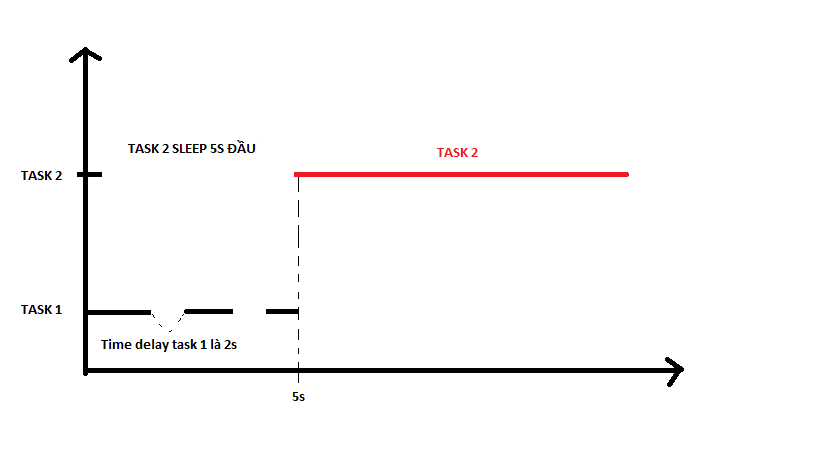 TASK 2 SLEEP 5S ĐẦU
TASK 2
TASK 2
TASK 1
Time delay task 1 là 2s
5s